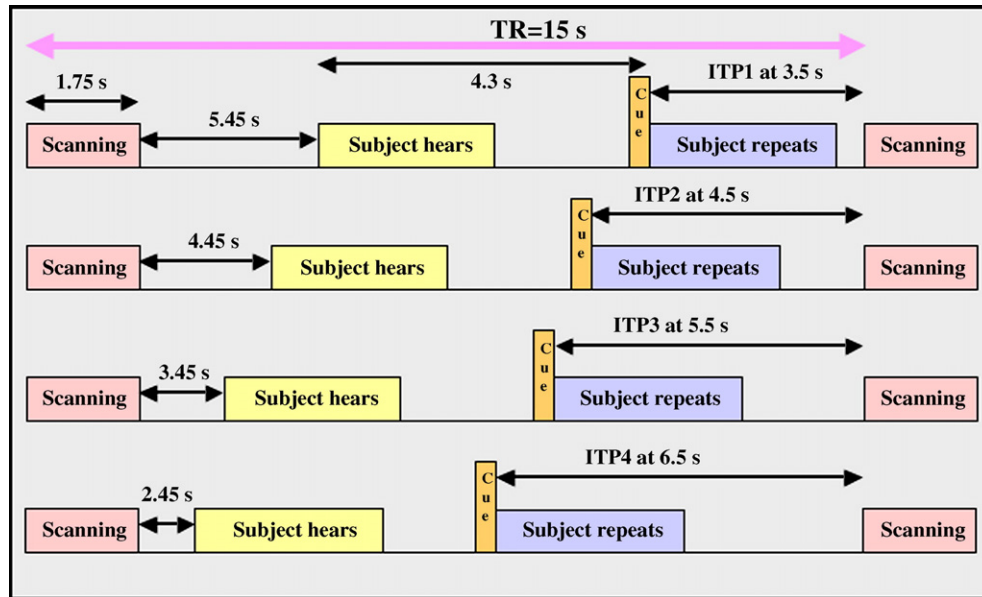 TR=15 s
1.75 s
4.3 s
ITP1 at 3.5 s
5.45 s
Scanning
Subject hears
Cue
Subject repeats
Scanning
ITP2 at 4.5 s
4.45 s
Scanning
Subject hears
Cue
Subject repeats
Scanning
ITP3 at 5.5 s
3.45 s
Scanning
Subject hears
Cue
Subject repeats
Scanning
ITP4 at 6.5 s
2.45 s
Scanning
Subject hears
Cue
Subject repeats
Scanning